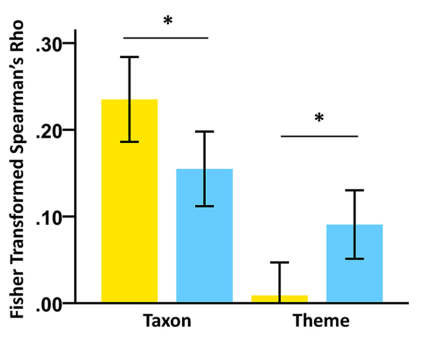 Fisher Transformed Spearman's Rho
.30
.20
.10
.00
*
*
Taxon
Theme